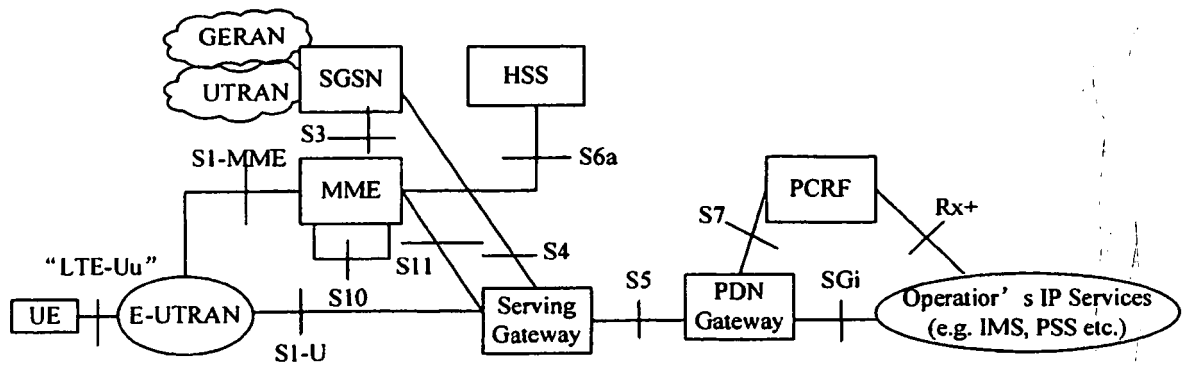 GERAN
SGSN
HSS
UTRAN
S3
S1-MME
S6a
MME
PCRF
S7
Rx+
"LTE-Uu"
S11
S4
S10
S5
SGi
UE
E-UTRAN
Serving
Gateway
PDN
Gateway
Operatior’ s IP Services
(e.g. IMS, PSS etc.)
S1-U